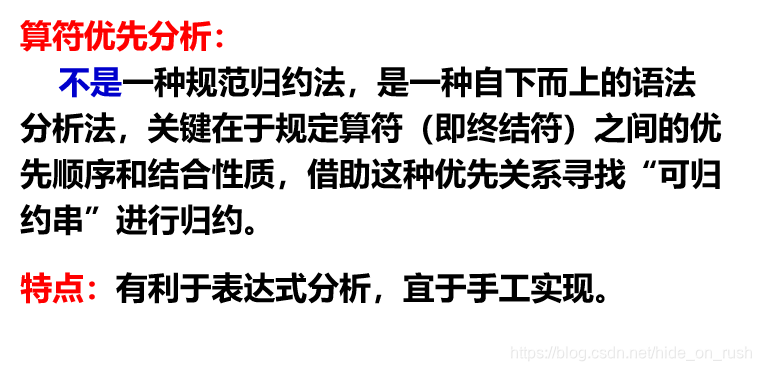 算符优先分析：
不是一种规范归约法，是一种自下而上的语法
分析法，关键在于规定算符（即终结符）之间的优
先顺序和结合性质，借助这种优先关系寻找“可归
约串”进行归约。
特点：有利于表达式分析，宜于手工实现。
https://blog.csdn.net/hide_on_rush